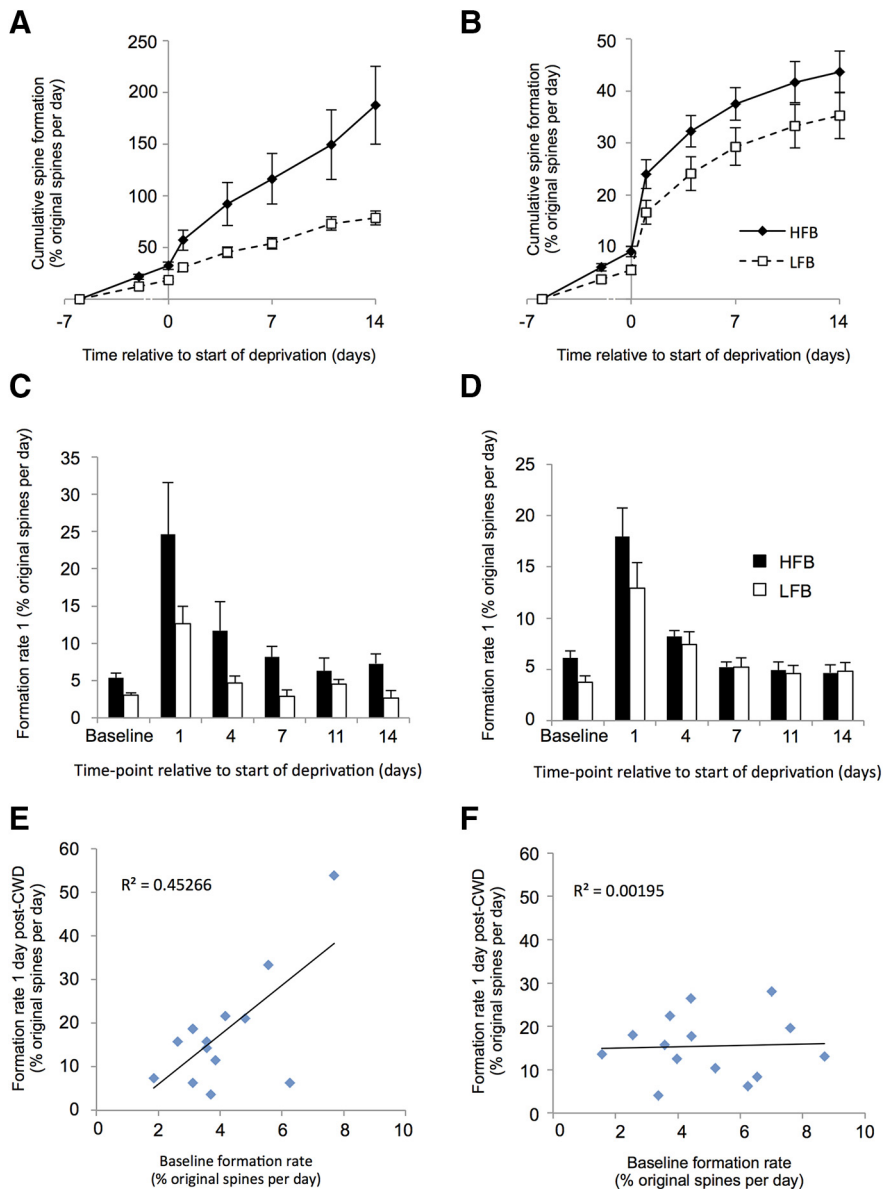 A
Cumulative spine formation
(% original spines per day)
250
200
150
100
50
-7
0
7
14
Time relative to start of deprivation (days)
B
Cumulative spine formation
(% original spines per day)
50
40
30
20
10
-7
0
7
14
HFB
LFB
Time relative to start of deprivation (days)
C
Formation rate 1 (% original spines per day)
35
30
25
20
15
10
5
0
Baseline
1
4
7
11
14
Time-point relative to start of deprivation (days)
D
Formation rate 1 (% original spines per day)
25
20
15
10
5
0
HFB
LFB
Baseline
1
4
7
11
14
Time-point relative to start of deprivation (days)
E
Formation rate 1 day post-CWD
(% original spines per day)
60
50
40
30
20
10
0
R² = 0.45266
0
2
4
6
8
10
Baseline formation rate
(% original spines per day)
F
Formation rate 1 day post-CWD
(% original spines per day)
60
50
40
30
20
10
0
R² = 0.00195
0
2
4
6
8
10
Baseline formation rate
(% original spines per day)